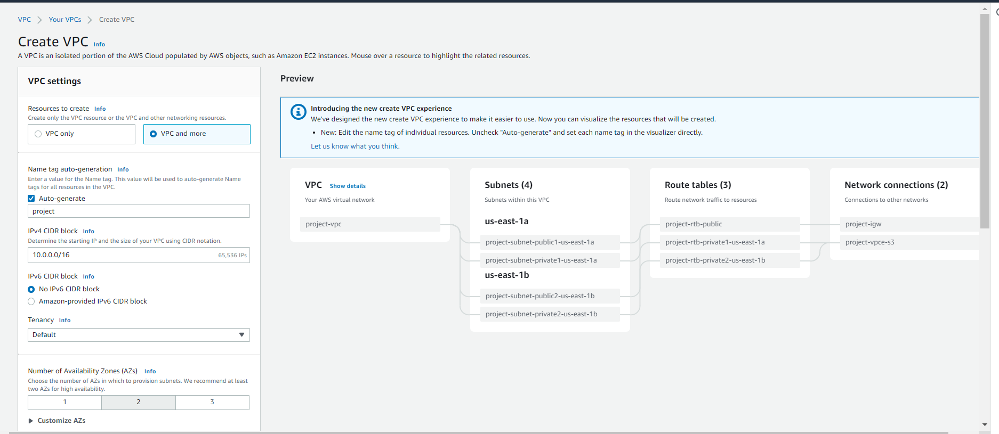 VPC > Your VPCs > Create VPC
Create VPC Info
A VPC is an isolated portion of the AWS Cloud populated by AWS objects, such as Amazon EC2 instances. Mouse over a resource to highlight the related resources.
VPC settings
Resources to create Info
Create only the VPC resource or the VPC and other networking resources.
VPC only
VPC and more
Name tag auto-generation Info
Enter a value for the Name tag. This value will be used to auto-generate Name
tags for all resources in the VPC.
Auto-generate
project
IPv4 CIDR block Info
Determine the starting IP and the size of your VPC using CIDR notation.
10.0.0.0/16 65,536 IPs
IPv6 CIDR block Info
No IPv6 CIDR block
Amazon-provided IPv6 CIDR block
Tenancy Info
Default
Number of Availability Zones (AZs) Info
Choose the number of AZs in which to provision subnets. We recommend at least
two AZs for high availability.
1 2 3
Customize AZs
Preview
Introducing the new create VPC experience
We've designed the new create VPC experience to make it easier to use. Now you can visualize the resources that will be created.
• New: Edit the name tag of individual resources. Uncheck "Auto-generate" and set each name tag in the visualizer directly.
Let us know what you think.
VPC Show details
Your AWS virtual network
project-vpc
Subnets (4)
Subnets within this VPC
us-east-1a
project-subnet-public1-us-east-1a
project-subnet-private1-us-east-1a
us-east-1b
project-subnet-public2-us-east-1b
project-subnet-private2-us-east-1b
Route tables (3)
Route network traffic to resources
project-rtb-public
project-rtb-private1-us-east-1a
project-rtb-private2-us-east-1b
Network connections (2)
Connections to other networks
project-igw
project-vpce-s3